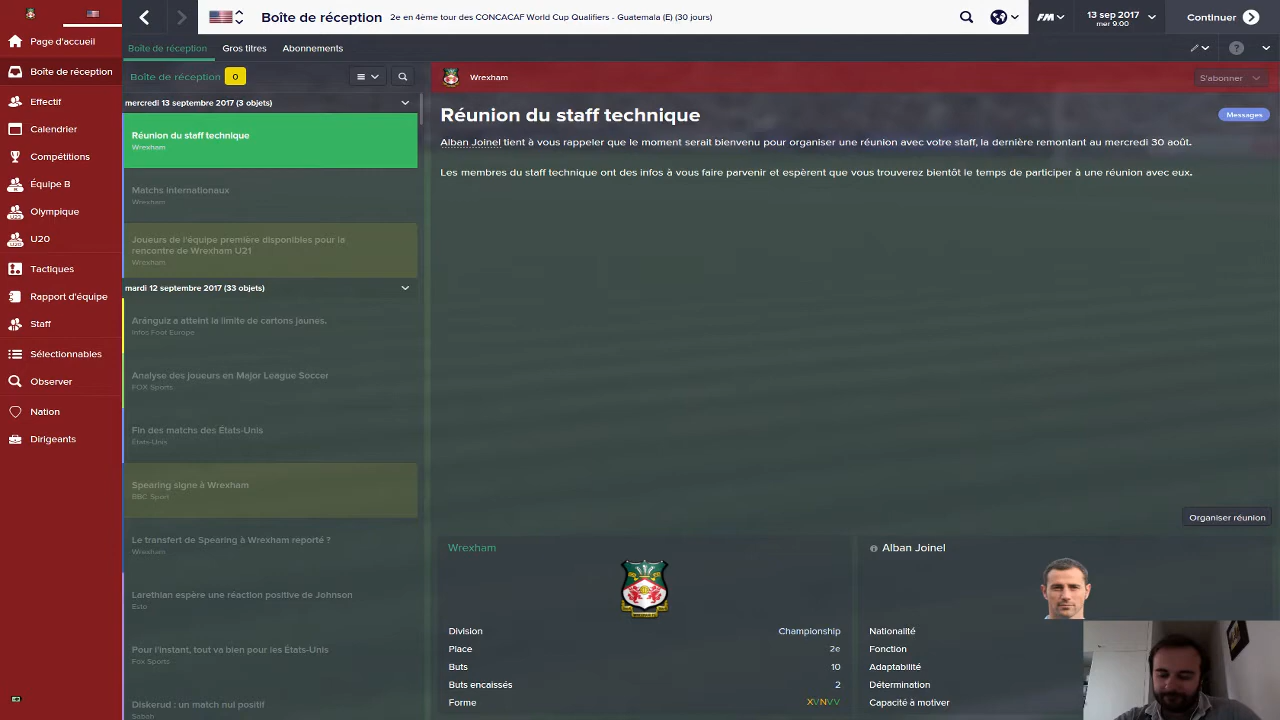 Boîte de réception
2e en 4ème tour des CONCACAF World Cup Qualifiers - Guatemala (E) (30 jours)
FM
13 sep 2017
mer 9:00
Continuer
Page d'accueil
Boîte de réception
Effectif
Calendrier
Compétitions
Équipe B
Olympique
U20
Tactiques
Rapport d'équipe
Staff
Sélectionnables
Observer
Nation
Dirigeants
Boîte de réception
Gros titres
Abonnements
Boîte de réception
0
mercredi 13 septembre 2017 (3 objets)
Réunion du staff technique
Wrexham
Matchs internationaux
Wrexham
Joueurs de l'équipe première disponibles pour la
rencontre de Wrexham U21
Wrexham
mardi 12 septembre 2017 (33 objets)
Aránguiz a atteint la limite de cartons jaunes.
Infos Foot Europe
Analyse des joueurs en Major League Soccer
FOX Sports
Fin des matchs des États-Unis
États-Unis
Spearing signe à Wrexham
BBC Sport
Le transfert de Spearing à Wrexham reporté ?
Wrexham
Larethian espère une réaction positive de Johnson
Esto
Pour l'instant, tout va bien pour les États-Unis
Fox Sports
Diskerud : un match nul positif
Sabah
Wrexham
S'abonner
Réunion du staff technique
Messages
Alban Joinel tient à vous rappeler que le moment serait bienvenu pour organiser une réunion avec votre staff, la dernière remontant au mercredi 30 août.
Les membres du staff technique ont des infos à vous faire parvenir et espèrent que vous trouverez bientôt le temps de participer à une réunion avec eux.
Organiser réunion
Wrexham
Division
Championship
Place
2e
Buts
10
Buts encaissés
2
Forme
XVNVV
Alban Joinel
Nationalité
Fonction
Adaptabilité
Détermination
Capacité à motiver